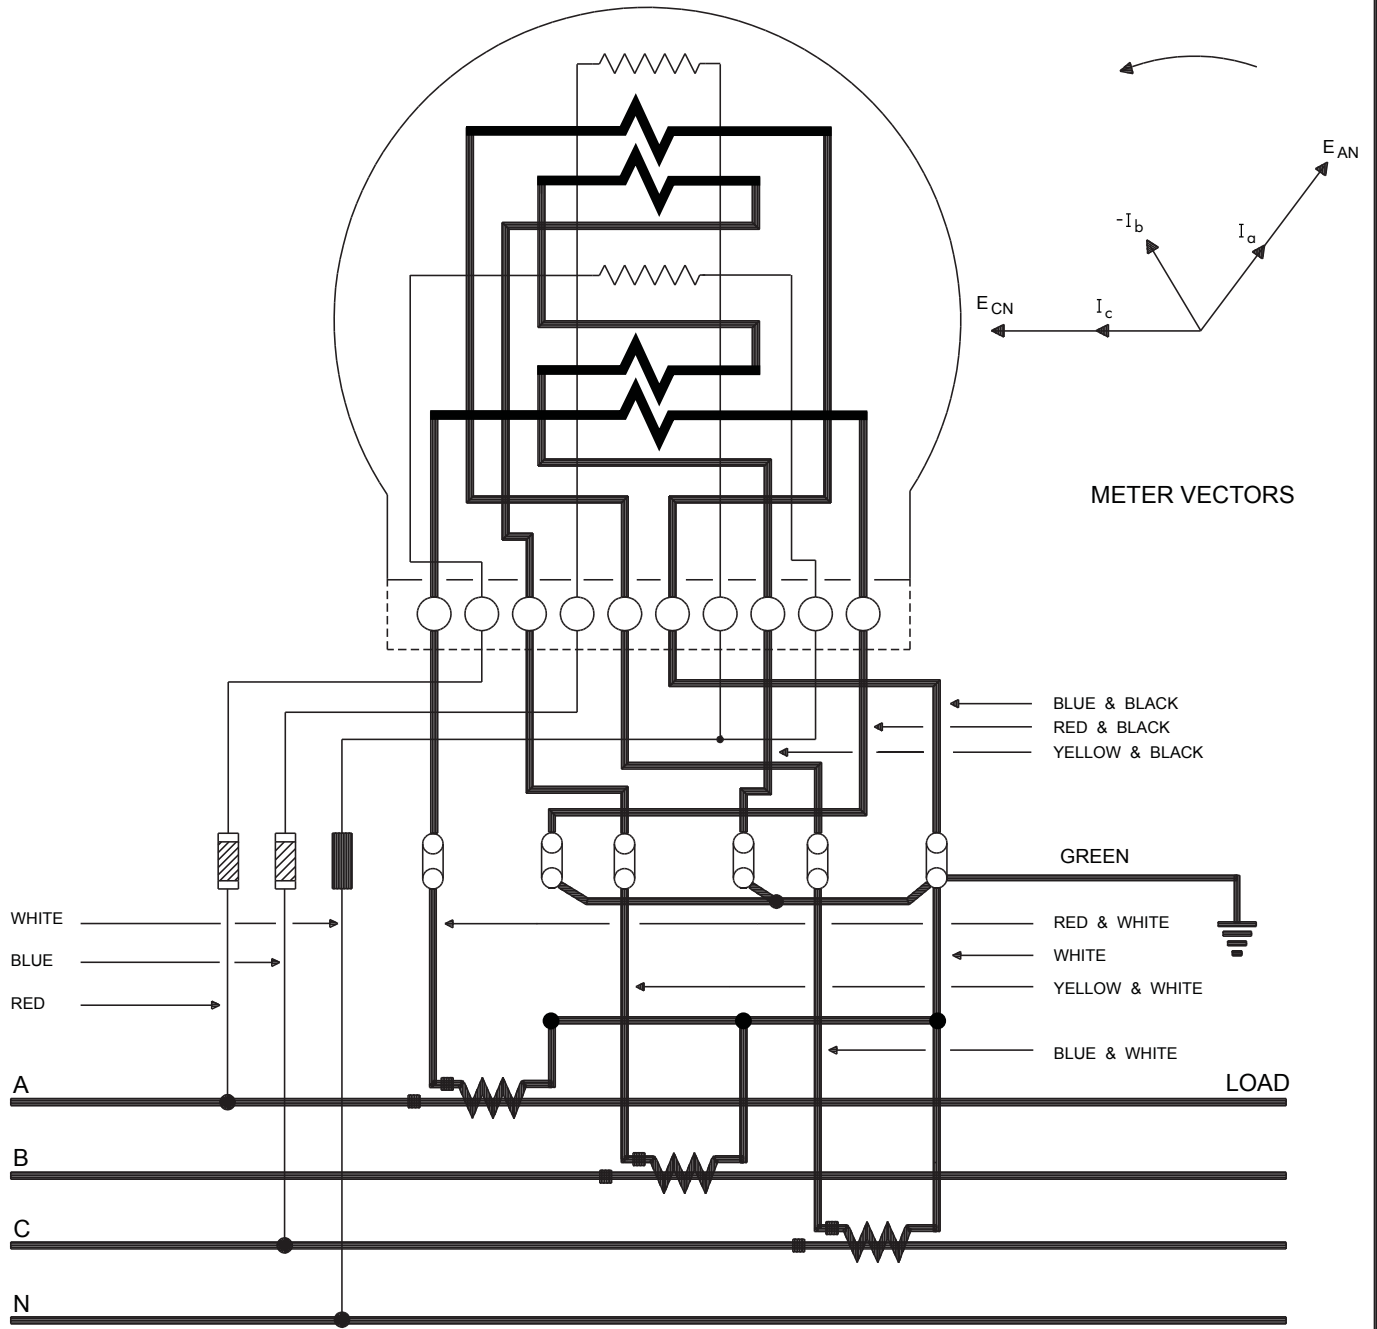 E AN
-I b
I a
E CN
I c
METER VECTORS
BLUE & BLACK
RED & BLACK
YELLOW & BLACK
GREEN
WHITE
RED & WHITE
BLUE
WHITE
YELLOW & WHITE
RED
BLUE & WHITE
A
LOAD
B
C
N